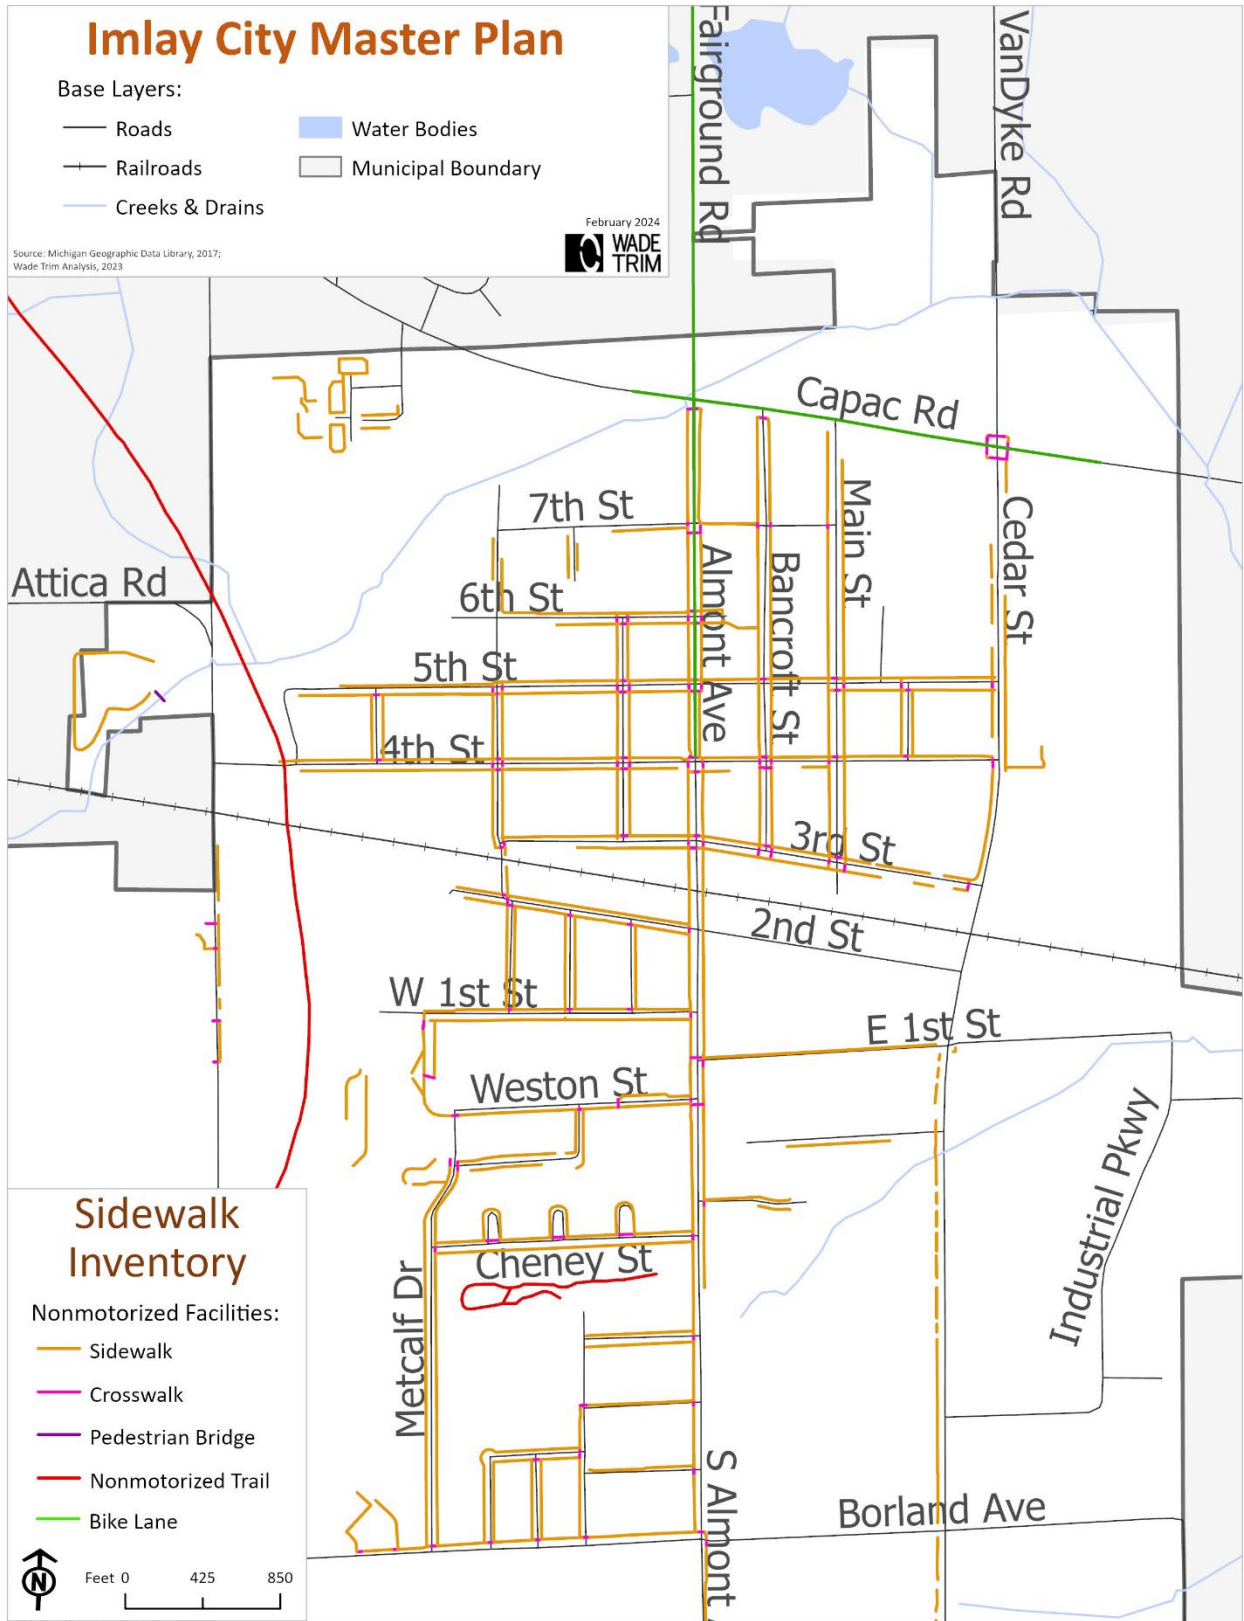 Imlay City Master Plan
Base Layers:
Roads
Railroads
Creeks & Drains
Water Bodies
Municipal Boundary
Source: Michigan Geographic Data Library, 2017;
Wade Trim Analysis, 2023
February 2024
WADE
TRIM
Fairground Rd
VanDyke Rd
Capac Rd
7th St
Main St
Cedar St
Almont Ave
Bancroft St
Attica Rd
6th St
5th St
4th St
3rd St
2nd St
W 1st St
E 1st St
Weston St
Industrial Pkwy
Cheney St
Metcalf Dr
S Almont
Borland Ave
Sidewalk
Inventory
Nonmotorized Facilities:
Sidewalk
Crosswalk
Pedestrian Bridge
Nonmotorized Trail
Bike Lane
N
Feet 0 425 850